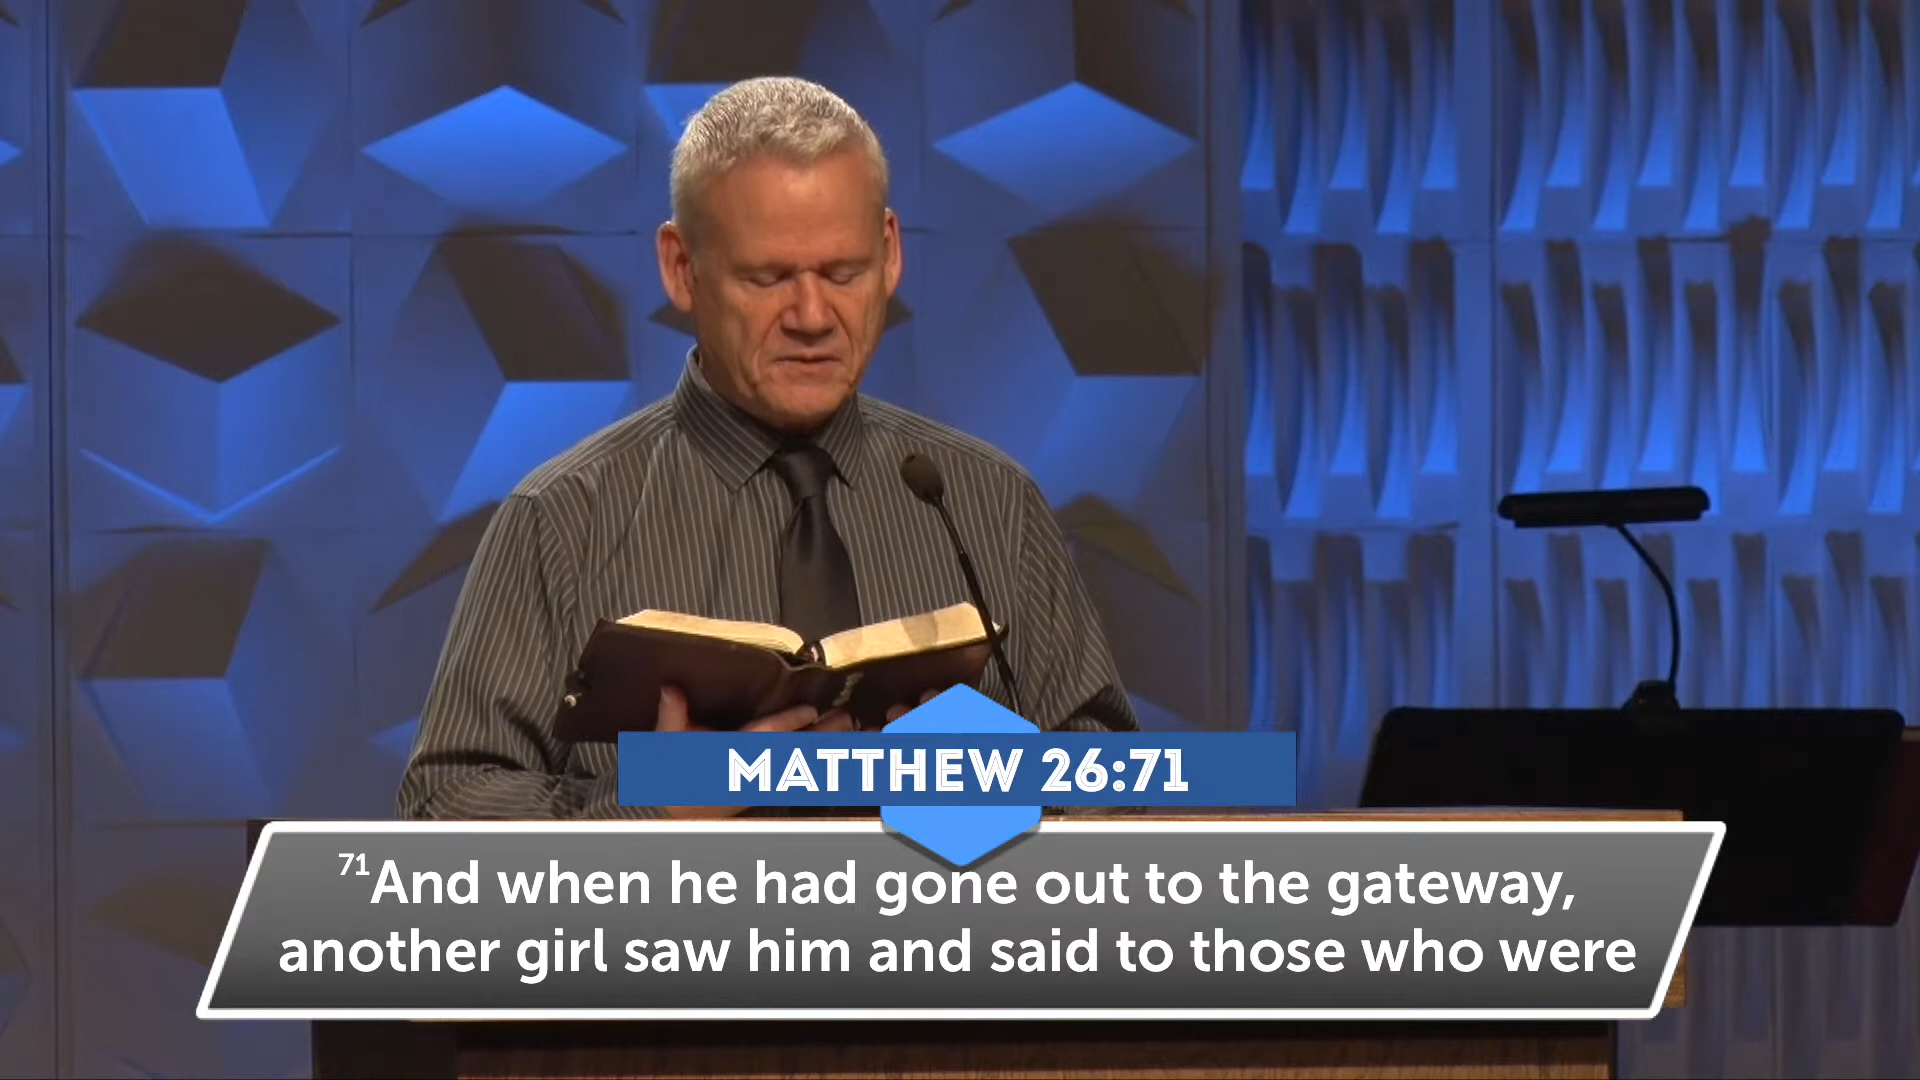 MATTHEW 26:71
71And when he had gone out to the gateway,
another girl saw him and said to those who were